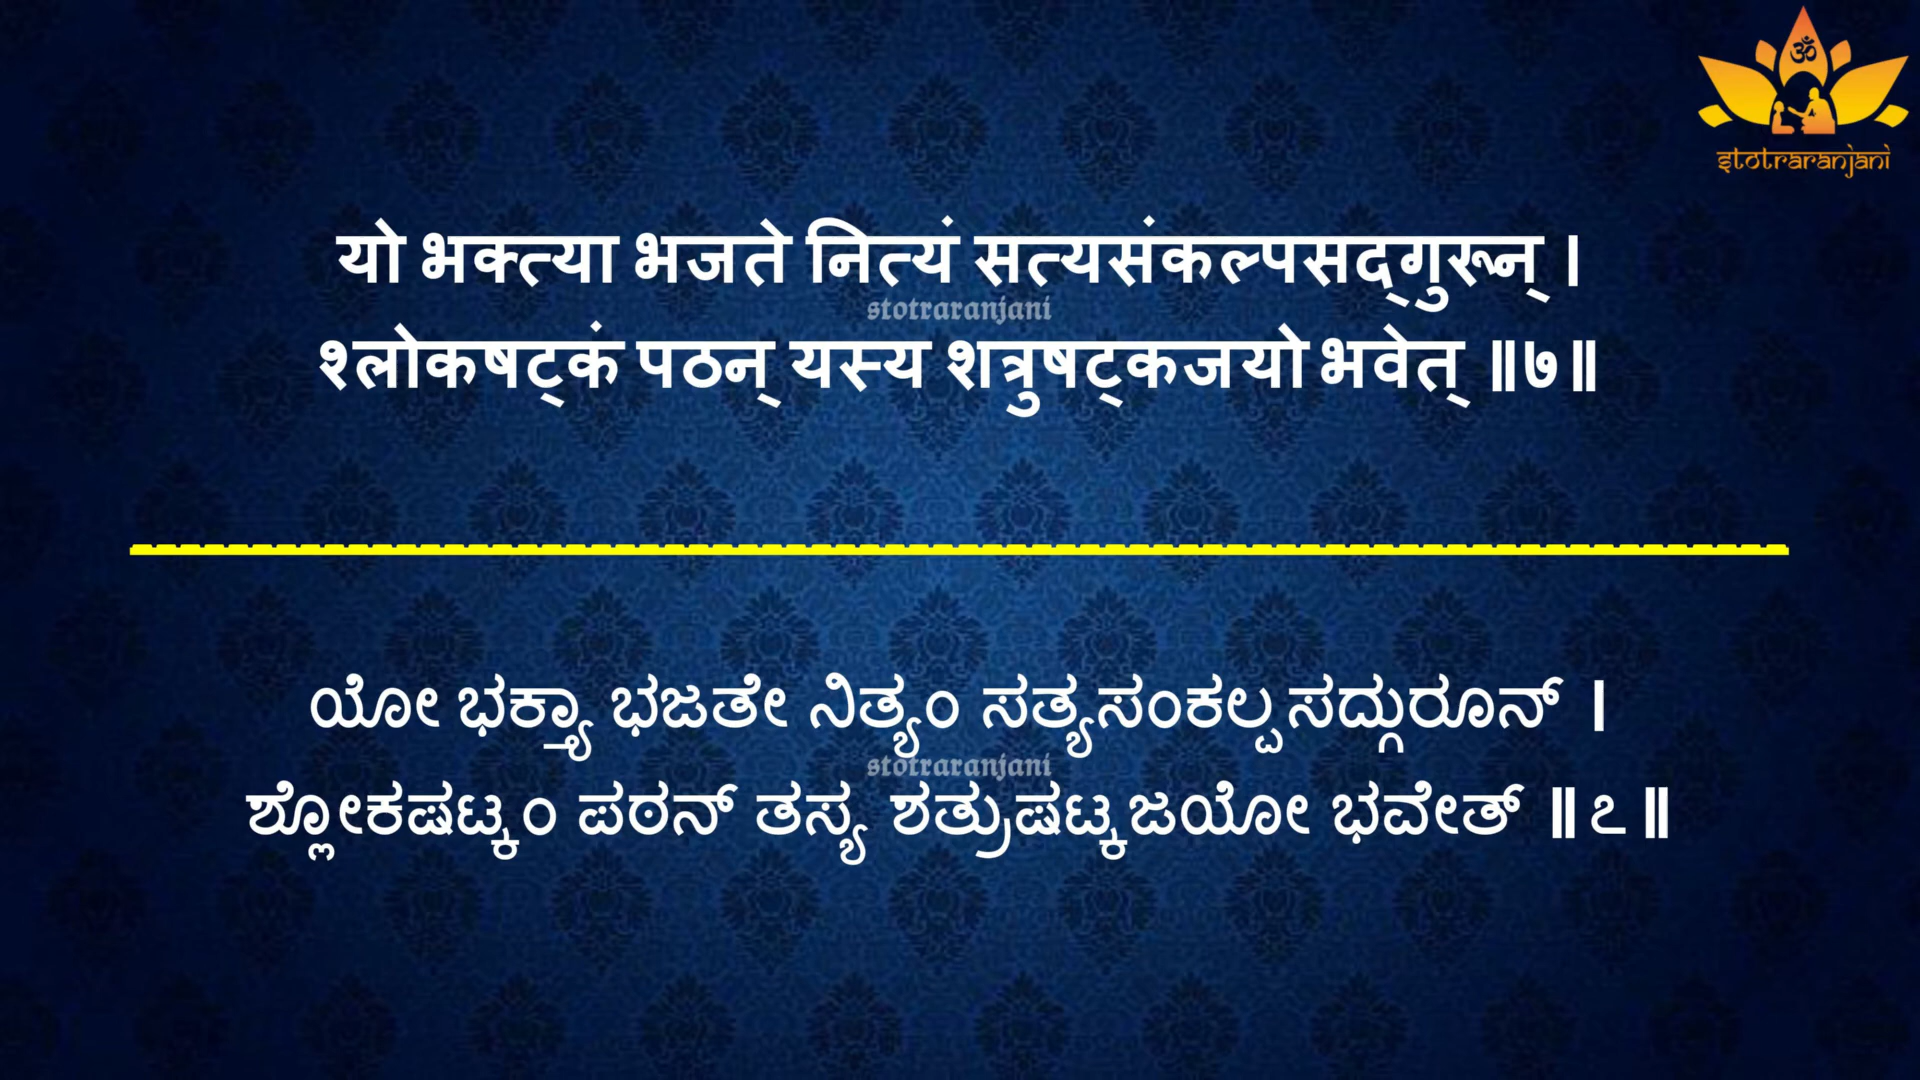 ॐ
stotraranjani
यो भक्त्या भजते नित्यं सत्यसंकल्पसद्‌गुरून् ।
stotraranjani
श्लोकषट्कं पठन् यस्य शत्रुषट्कजयो भवेत् ॥७॥
ಯೋ ಭಕ್ತ್ಯಾ ಭಜತೇ ನಿತ್ಯಂ ಸತ್ಯಸಂಕಲ್ಪಸದ್ಗುರೂನ್ ।
stotraranjani
ಶ್ಲೋಕಷಟ್ಕಂ ಪಠನ್ ತಸ್ಯ ಶತ್ರುಷಟ್ಕಜಯೋ ಭವೇತ್ ॥೭॥